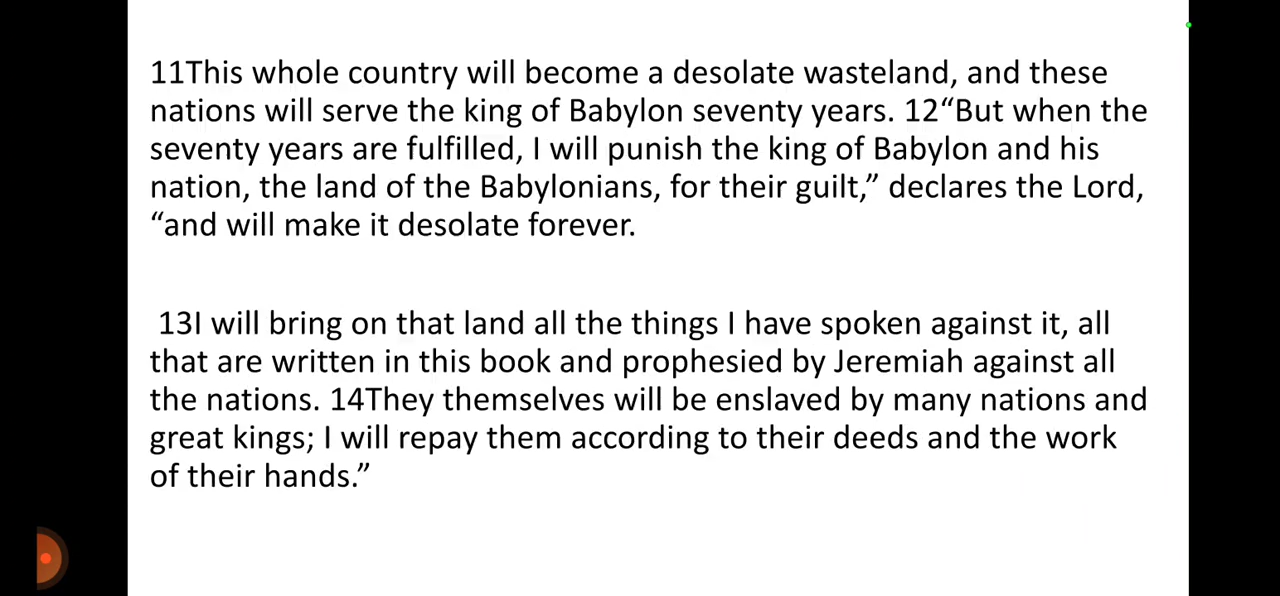 11This whole country will become a desolate wasteland, and these
nations will serve the king of Babylon seventy years. 12“But when the
seventy years are fulfilled, I will punish the king of Babylon and his
nation, the land of the Babylonians, for their guilt,” declares the Lord,
“and will make it desolate forever.
13I will bring on that land all the things I have spoken against it, all
that are written in this book and prophesied by Jeremiah against all
the nations. 14They themselves will be enslaved by many nations and
great kings; I will repay them according to their deeds and the work
of their hands.”